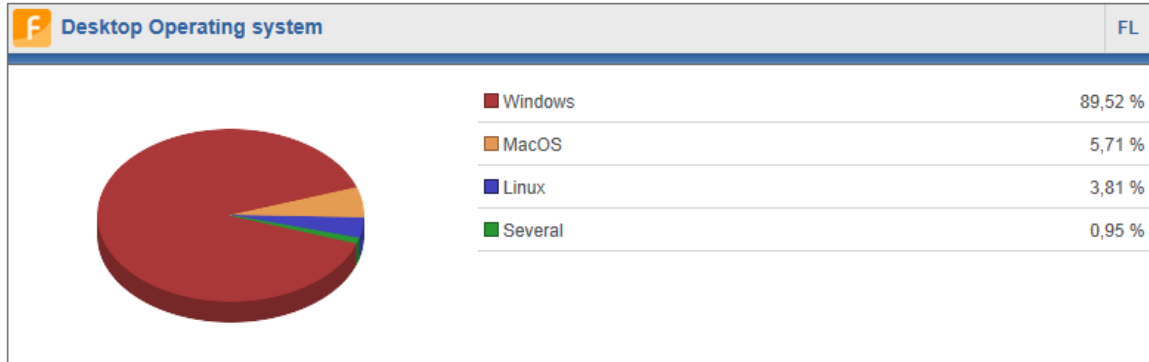 Desktop Operating system FL
Windows 89,52 %
MacOS 5,71 %
Linux 3,81 %
Several 0,95 %